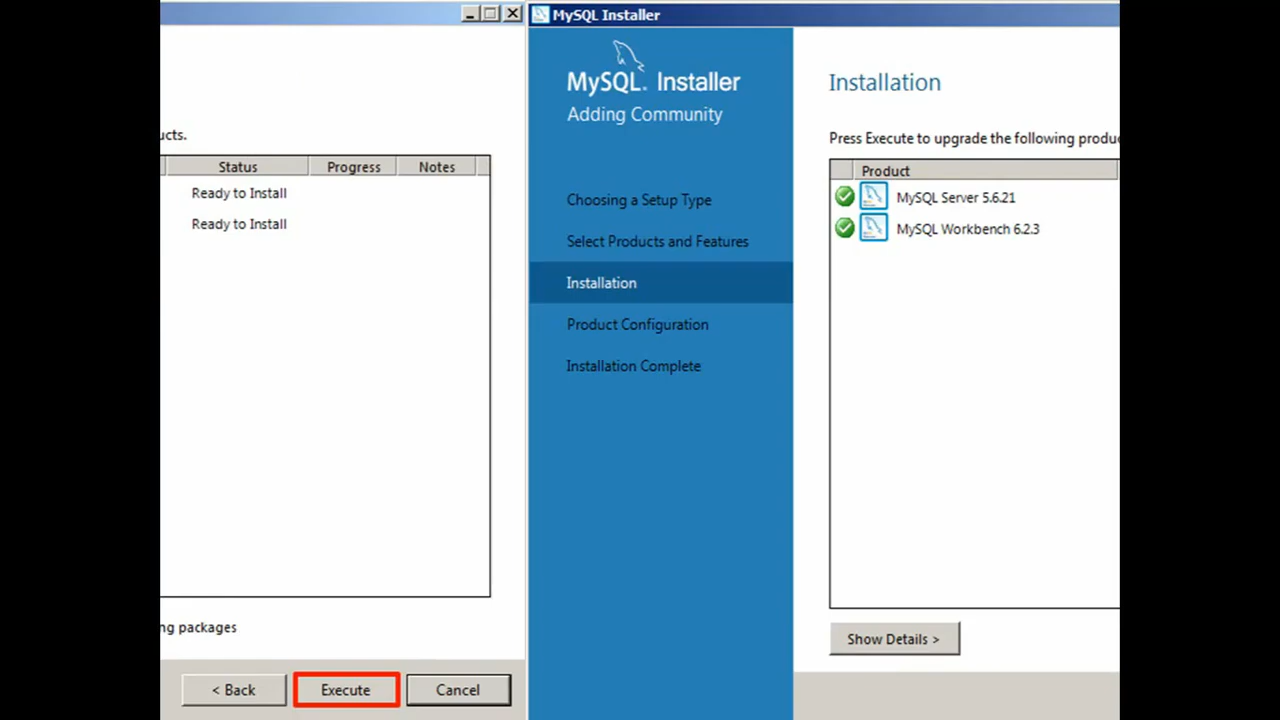 ucts.
Status Progress Notes
Ready to Install
Ready to Install
ng packages
< Back Execute Cancel
MySQL Installer
MySQL. Installer
Adding Community
Choosing a Setup Type
Select Products and Features
Installation
Product Configuration
Installation Complete
Installation
Press Execute to upgrade the following produc
Product
MySQL Server 5.6.21
MySQL Workbench 6.2.3
Show Details >